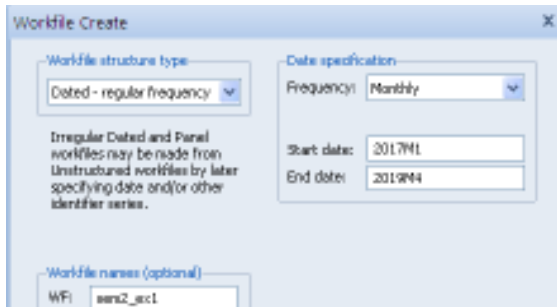 Workfile Create
Workfile structure type
Dated - regular frequency
Irregular Dated and Panel
workfiles may be made from
Unstructured workfiles by later
specifying date and/or other
identifier series.
Date specification
Frequency: Monthly
Start date: 2017M1
End date: 2019M4
Workfile names (optional)
WF: sem2_ex1